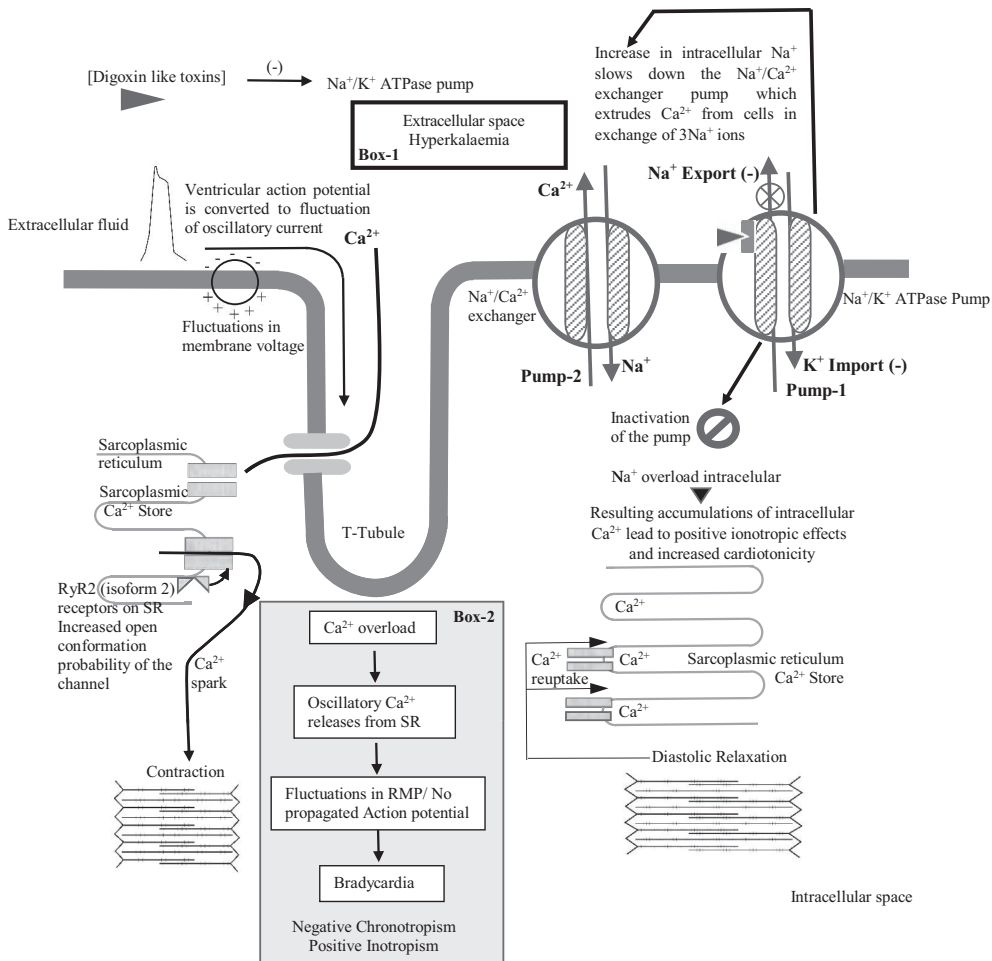 [Digoxin like toxins]
(-)
Na⁺/K⁺ ATPase pump
Extracellular space
Hyperkalaemia
Box-1
Increase in intracellular Na⁺
slows down the Na⁺/Ca²⁺
exchanger pump which
extrudes Ca²⁺ from cells in
exchange of 3Na⁺ ions
Extracellular fluid
Ventricular action potential
is converted to fluctuation
of oscillatory current
Ca²⁺
Ca²⁺
Na⁺ Export (-)
- - - - -
+ + + + + + +
Fluctuations in
membrane voltage
Na⁺/Ca²⁺
exchanger
Na⁺/K⁺ ATPase Pump
Pump-2
Na⁺
K⁺ Import (-)
Pump-1
Inactivation
of the pump
Na⁺ overload intracelular
Resulting accumulations of intracellular
Ca²⁺ lead to positive ionotropic effects
and increased cardiotonicity
Sarcoplasmic
reticulum
Sarcoplasmic
Ca²⁺ Store
T-Tubule
RyR2 (isoform 2)
receptors on SR
Increased open
conformation
probability of the
channel
Ca²⁺
spark
Contraction
Box-2
Ca²⁺ overload
Oscillatory Ca²⁺
releases from SR
Fluctuations in RMP/ No
propagated Action potential
Bradycardia
Negative Chronotropism
Positive Inotropism
Ca²⁺
Ca²⁺
reuptake
Ca²⁺
Ca²⁺
Sarcoplasmic reticulum
Ca²⁺ Store
Diastolic Relaxation
Intracellular space